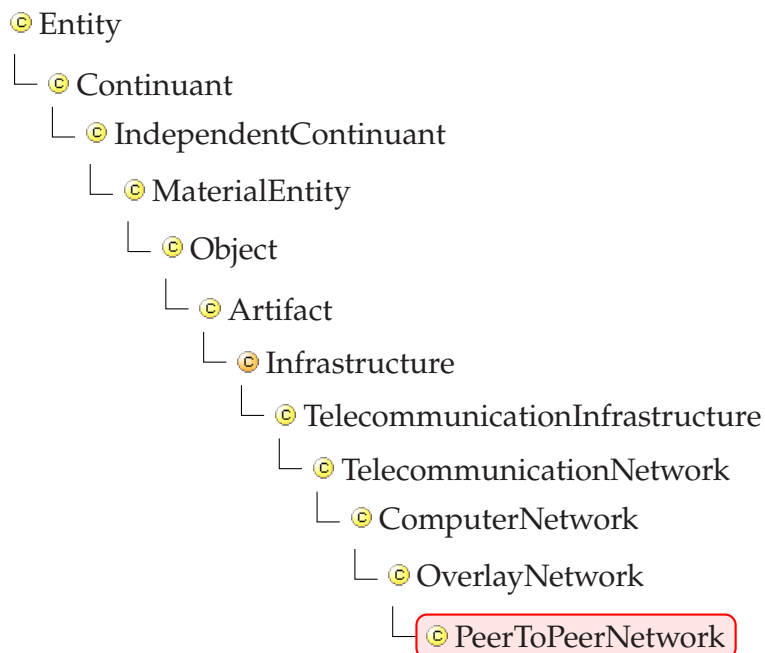 Entity
Continuant
IndependentContinuant
MaterialEntity
Object
Artifact
Infrastructure
TelecommunicationInfrastructure
TelecommunicationNetwork
ComputerNetwork
OverlayNetwork
PeerToPeerNetwork